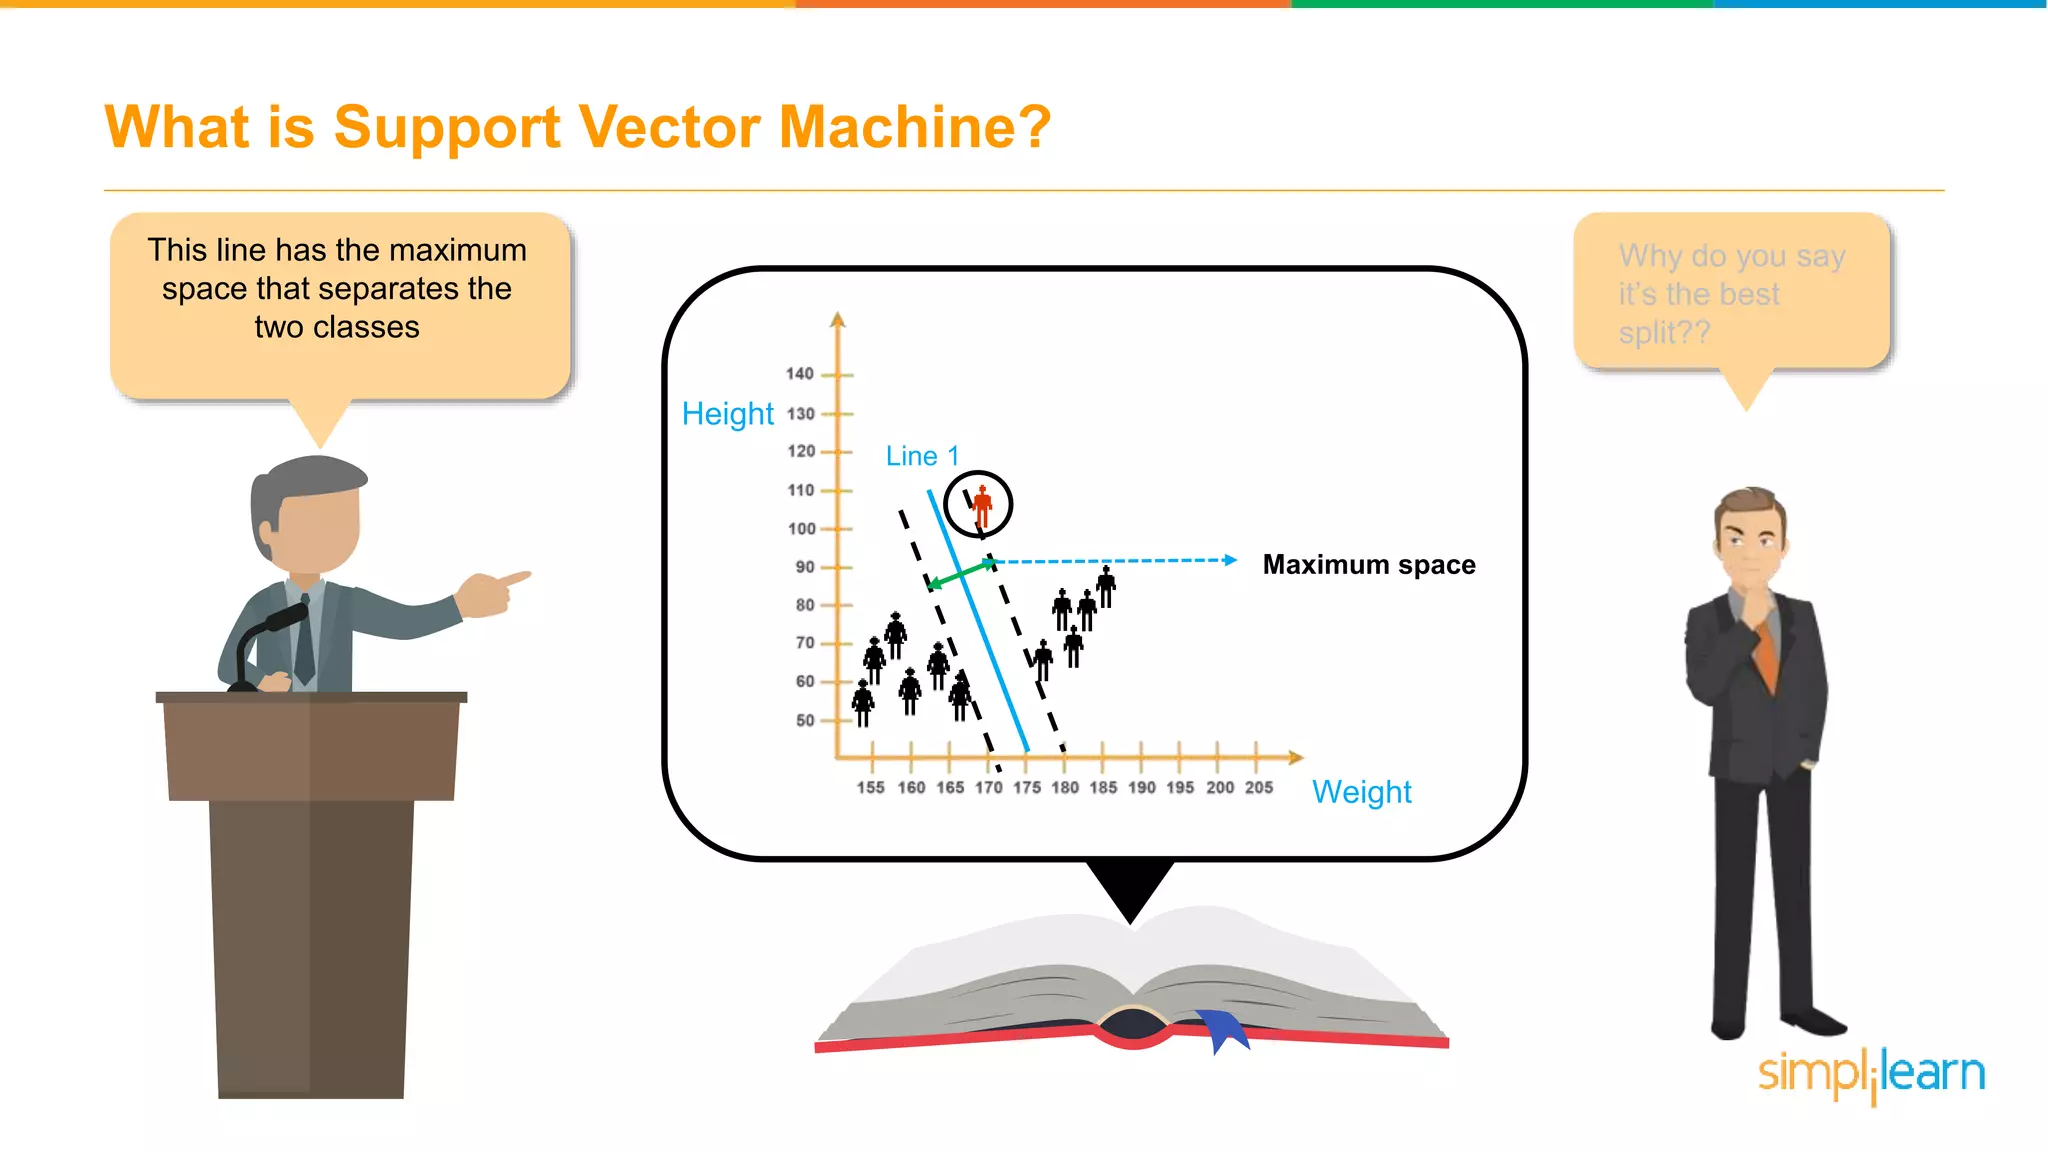 What is Support Vector Machine?
This line has the maximum
space that separates the
two classes
Why do you say
it’s the best
split??
140
Height
130
120
Line 1
110
100
90
Maximum space
80
70
60
50
155 160 165 170 175 180 185 190 195 200 205
Weight
simplilearn